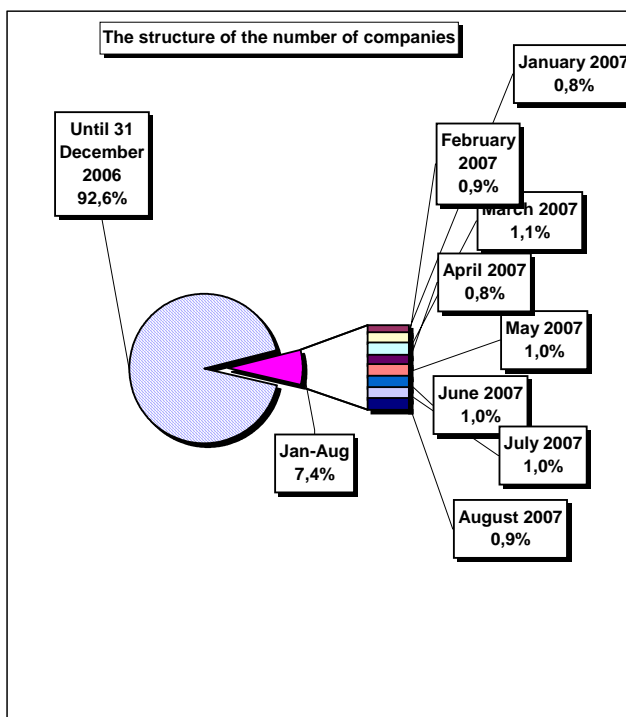 The structure of the number of companies
January 2007
0,8%
Until 31
December
2006
92,6%
February
2007
0,9%
March 2007
1,1%
April 2007
0,8%
May 2007
1,0%
June 2007
1,0%
July 2007
1,0%
Jan-Aug
7,4%
August 2007
0,9%